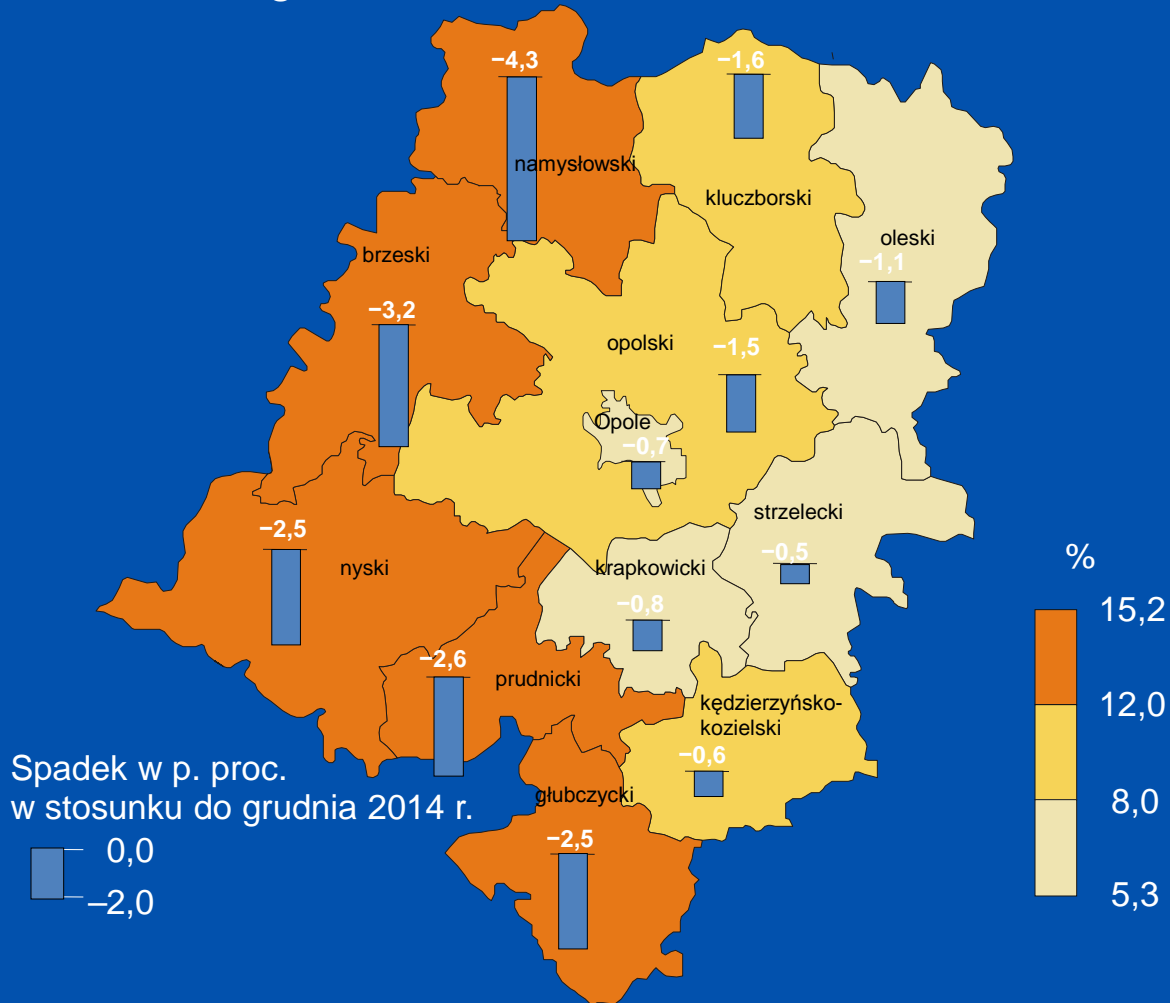 −4,3
−1,6
namysłowski
kluczborski
oleski
brzeski
−1,1
−3,2
opolski
−1,5
Opole
−0,7
strzelecki
−2,5
−0,5
nyski
krapkowicki
%
−0,8
15,2
−2,6
prudnicki
kędzierzyńsko-
kozielski
12,0
−0,6
Spadek w p. proc.
w stosunku do grudnia 2014 r.
głubczycki
8,0
−2,5
0,0
–2,0
5,3